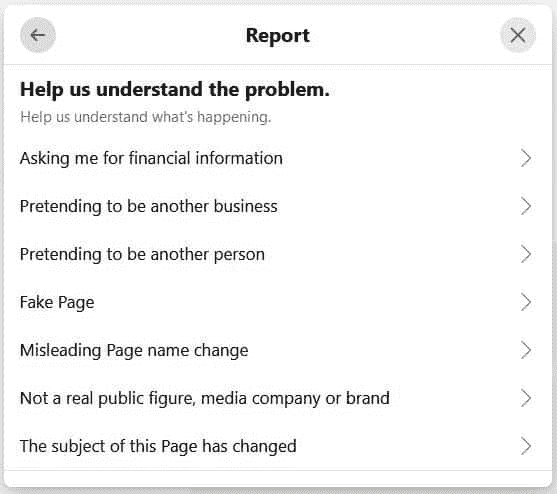 Report
Help us understand the problem.
Help us understand what's happening.
Asking me for financial information
Pretending to be another business
Pretending to be another person
Fake Page
Misleading Page name change
Not a real public figure, media company or brand
The subject of this Page has changed